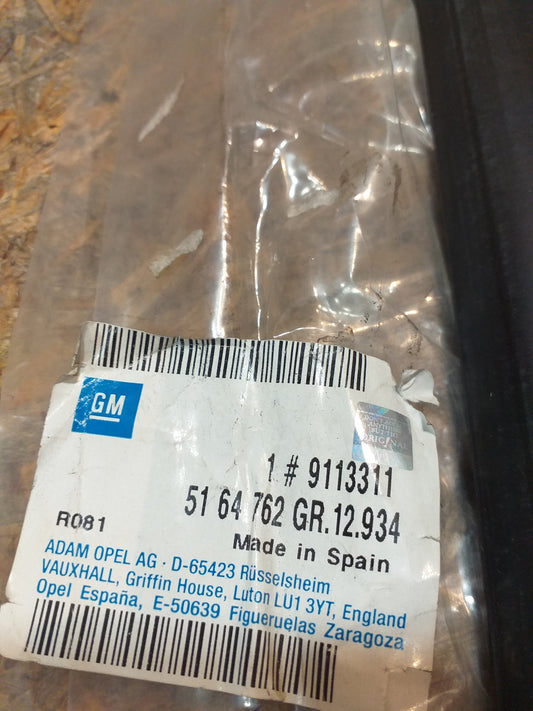 GM
ORIGINAL
1 # 9113311
51 64 762 GR.12.934
Made in Spain
R081
ADAM OPEL AG · D-65423 Rüsselsheim
VAUXHALL, Griffin House, Luton LU1 3YT, England
Opel España, E-50639 Figueruelas Zaragoza